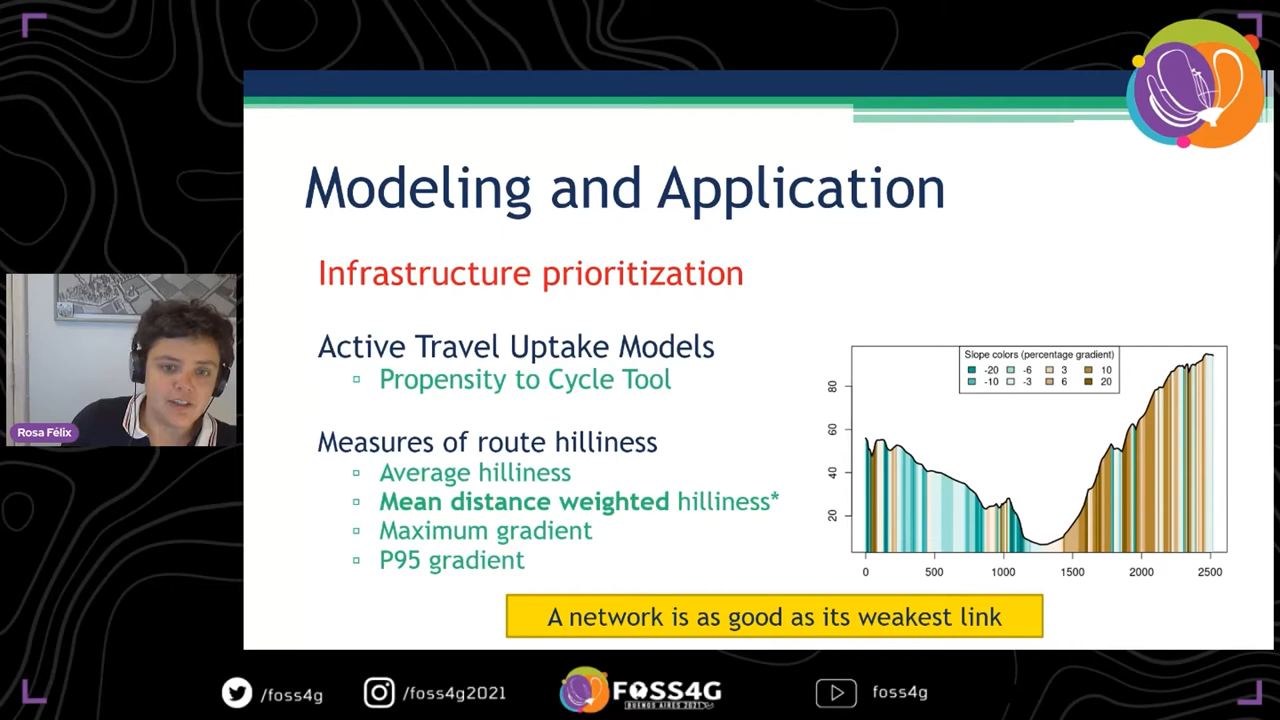 Modeling and Application
Infrastructure prioritization
Active Travel Uptake Models
Propensity to Cycle Tool
Measures of route hilliness
Average hilliness
Mean distance weighted hilliness*
Maximum gradient
P95 gradient
Slope colors (percentage gradient)
-20 -6 3 10
-10 -3 6 20
80
60
40
20
0 500 1000 1500 2000 2500
A network is as good as its weakest link
Rosa Félix
/foss4g
/foss4g2021
FOSS4G
BUENOS AIRES 2021
foss4g